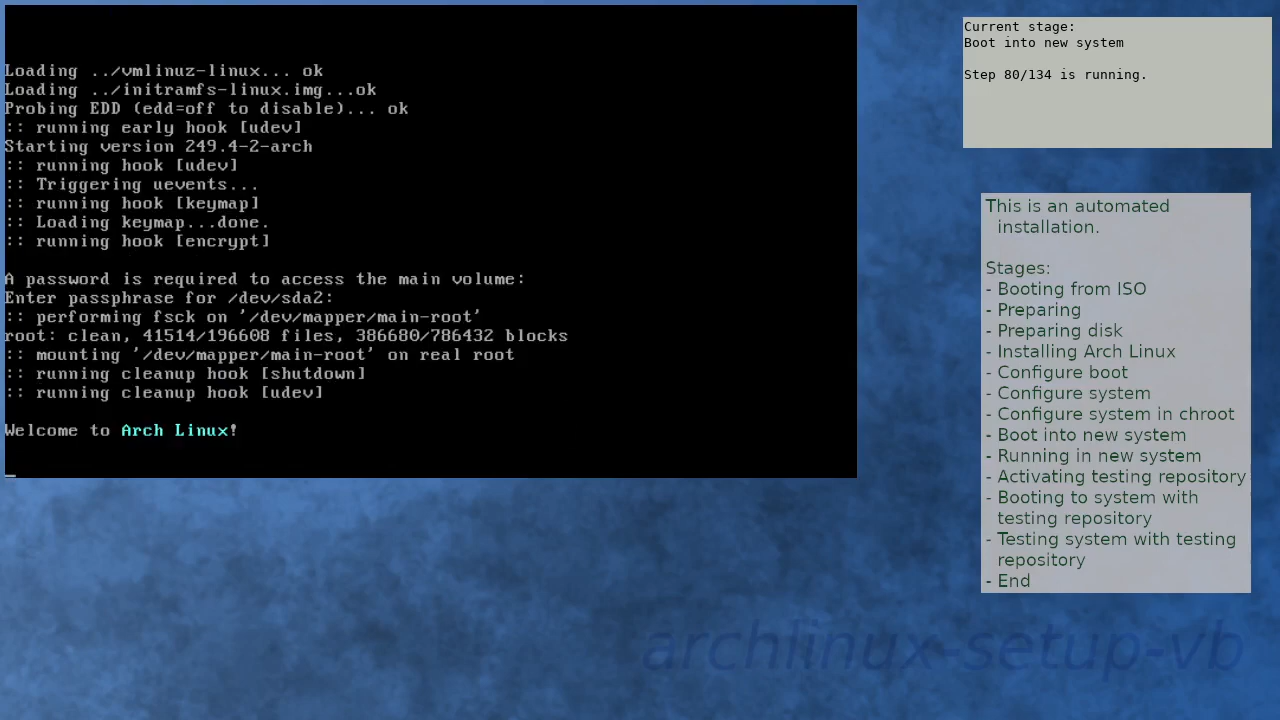 Loading ../vmlinuz-linux... ok
Loading ../initramfs-linux.img...ok
Probing EDD (edd=off to disable)... ok
:: running early hook [udev]
Starting version 249.4-2-arch
:: running hook [udev]
:: Triggering uevents...
:: running hook [keymap]
:: Loading keymap...done.
:: running hook [encrypt]
A password is required to access the main volume:
Enter passphrase for /dev/sda2:
:: performing fsck on '/dev/mapper/main-root'
root: clean, 41514/196608 files, 386680/786432 blocks
:: mounting '/dev/mapper/main-root' on real root
:: running cleanup hook [shutdown]
:: running cleanup hook [udev]
Welcome to Arch Linux!
_
Current stage:
Boot into new system
Step 80/134 is running.
This is an automated
installation.
Stages:
- Booting from ISO
- Preparing
- Preparing disk
- Installing Arch Linux
- Configure boot
- Configure system
- Configure system in chroot
- Boot into new system
- Running in new system
- Activating testing repository
- Booting to system with
testing repository
- Testing system with testing
repository
- End
archlinux-setup-vb